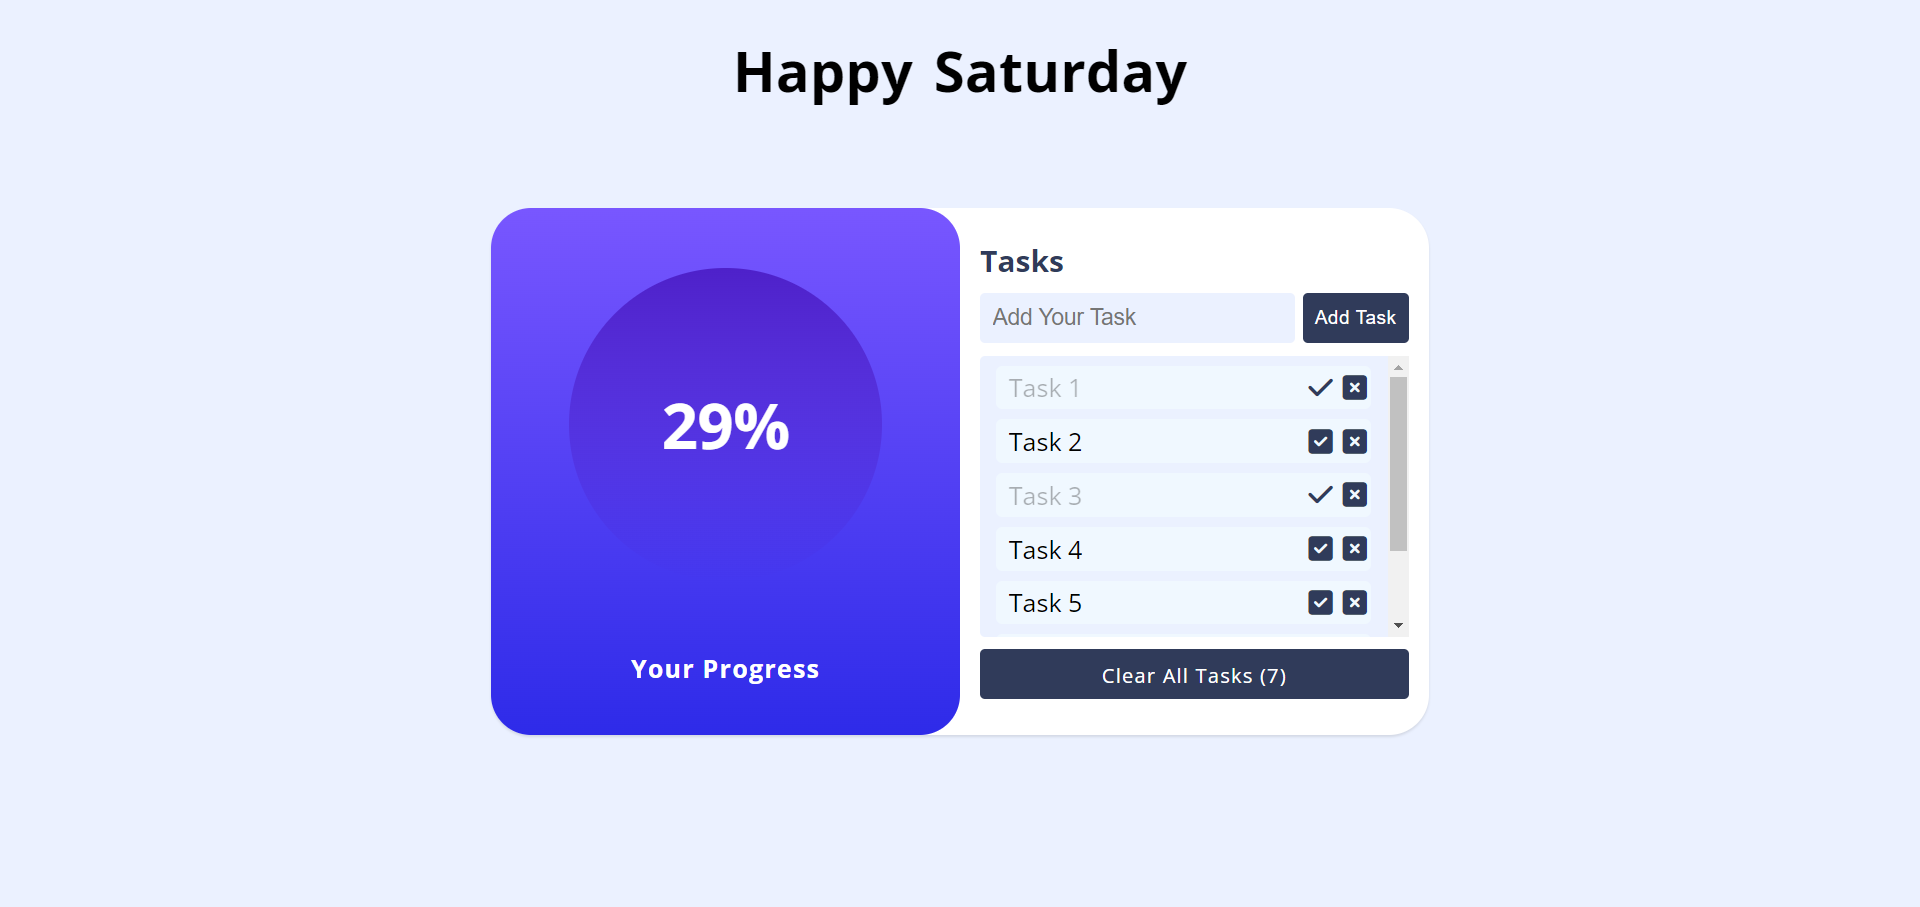 Happy Saturday
29%
Your Progress
Tasks
Add Your Task
Add Task
Task 1
Task 2
Task 3
Task 4
Task 5
Clear All Tasks (7)